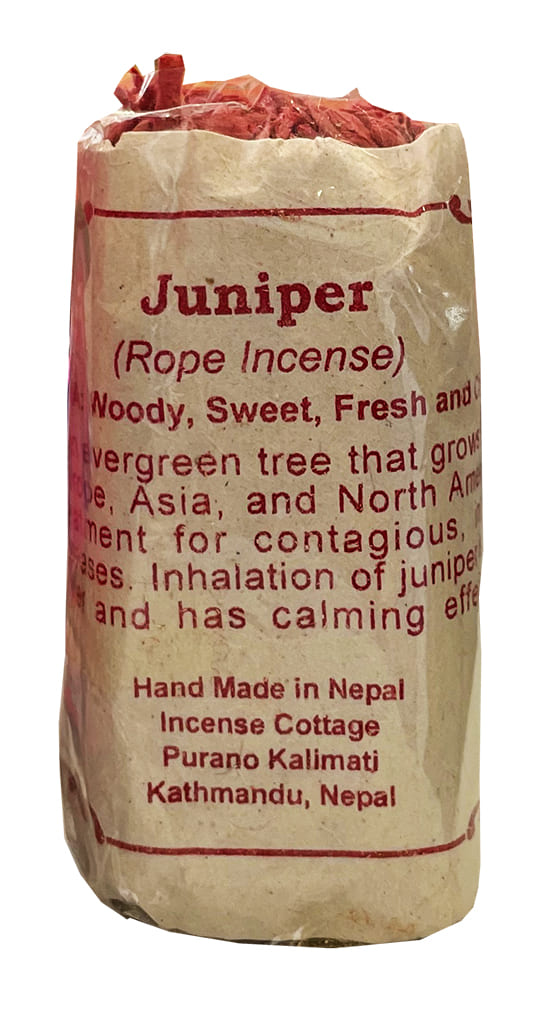 Juniper
(Rope Incense)
Woody, Sweet, Fresh and
evergreen tree that grows
Asia, and North
for contagious,
Inhalation of juniper
and has calming
Hand Made in Nepal
Incense Cottage
Purano Kalimati
Kathmandu, Nepal